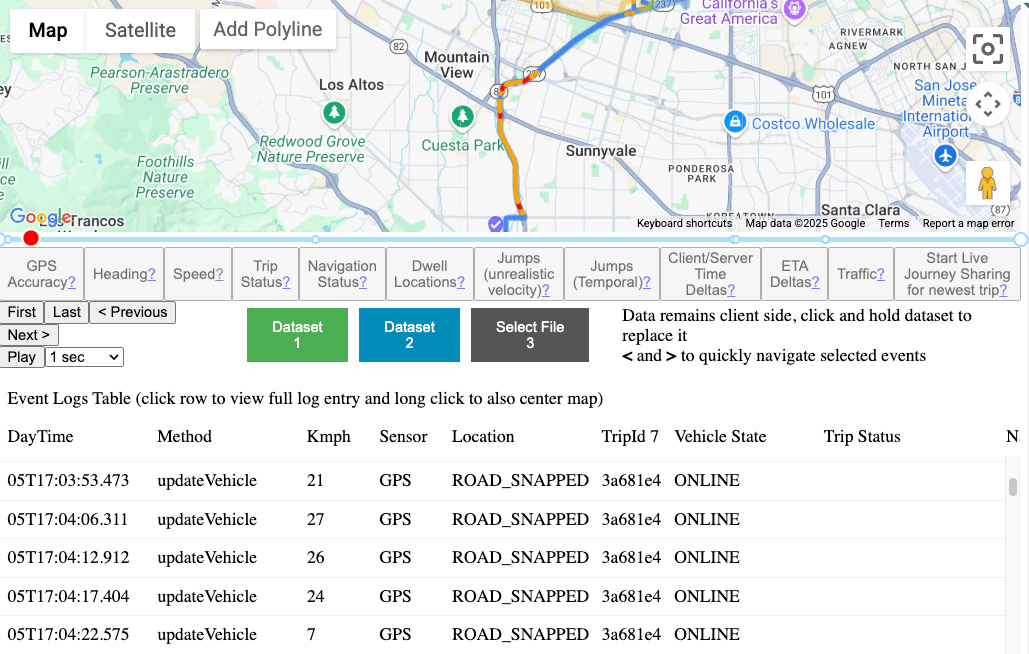 Map
Satellite
Add Polyline
101
237
California's
Great America
RIVERMARK
AGNEW
82
Mountain
View
NORTH SAN J
Pearson-Arastradero
Preserve
Los Altos
101
San Jose
Mineta
Internatio
Airport
Costco Wholesale
Redwood Grove
Nature Preserve
Cuesta Park
Sunnyvale
Foothills
Nature
Preserve
PONDEROSA
PARK
Google
Los Trancos
KOREATOWN
Santa Clara
(87)
Keyboard shortcuts
Map data ©2025 Google
Terms
Report a map error
GPS
Accuracy?
Heading?
Speed?
Trip
Status?
Navigation
Status?
Dwell
Locations?
Jumps
(unrealistic
velocity)?
Jumps
(Temporal)?
Client/Server
Time
Deltas?
ETA
Deltas?
Traffic?
Start Live
Journey Sharing
for newest trip?
First Last < Previous
Next >
Play 1 sec
Dataset
1
Dataset
2
Select File
3
Data remains client side, click and hold dataset to
replace it
< and > to quickly navigate selected events
Event Logs Table (click row to view full log entry and long click to also center map)
DayTime Method Kmph Sensor Location TripId 7 Vehicle State Trip Status N
05T17:03:53.473 updateVehicle 21 GPS ROAD_SNAPPED 3a681e4 ONLINE
05T17:04:06.311 updateVehicle 27 GPS ROAD_SNAPPED 3a681e4 ONLINE
05T17:04:12.912 updateVehicle 26 GPS ROAD_SNAPPED 3a681e4 ONLINE
05T17:04:17.404 updateVehicle 24 GPS ROAD_SNAPPED 3a681e4 ONLINE
05T17:04:22.575 updateVehicle 7 GPS ROAD_SNAPPED 3a681e4 ONLINE